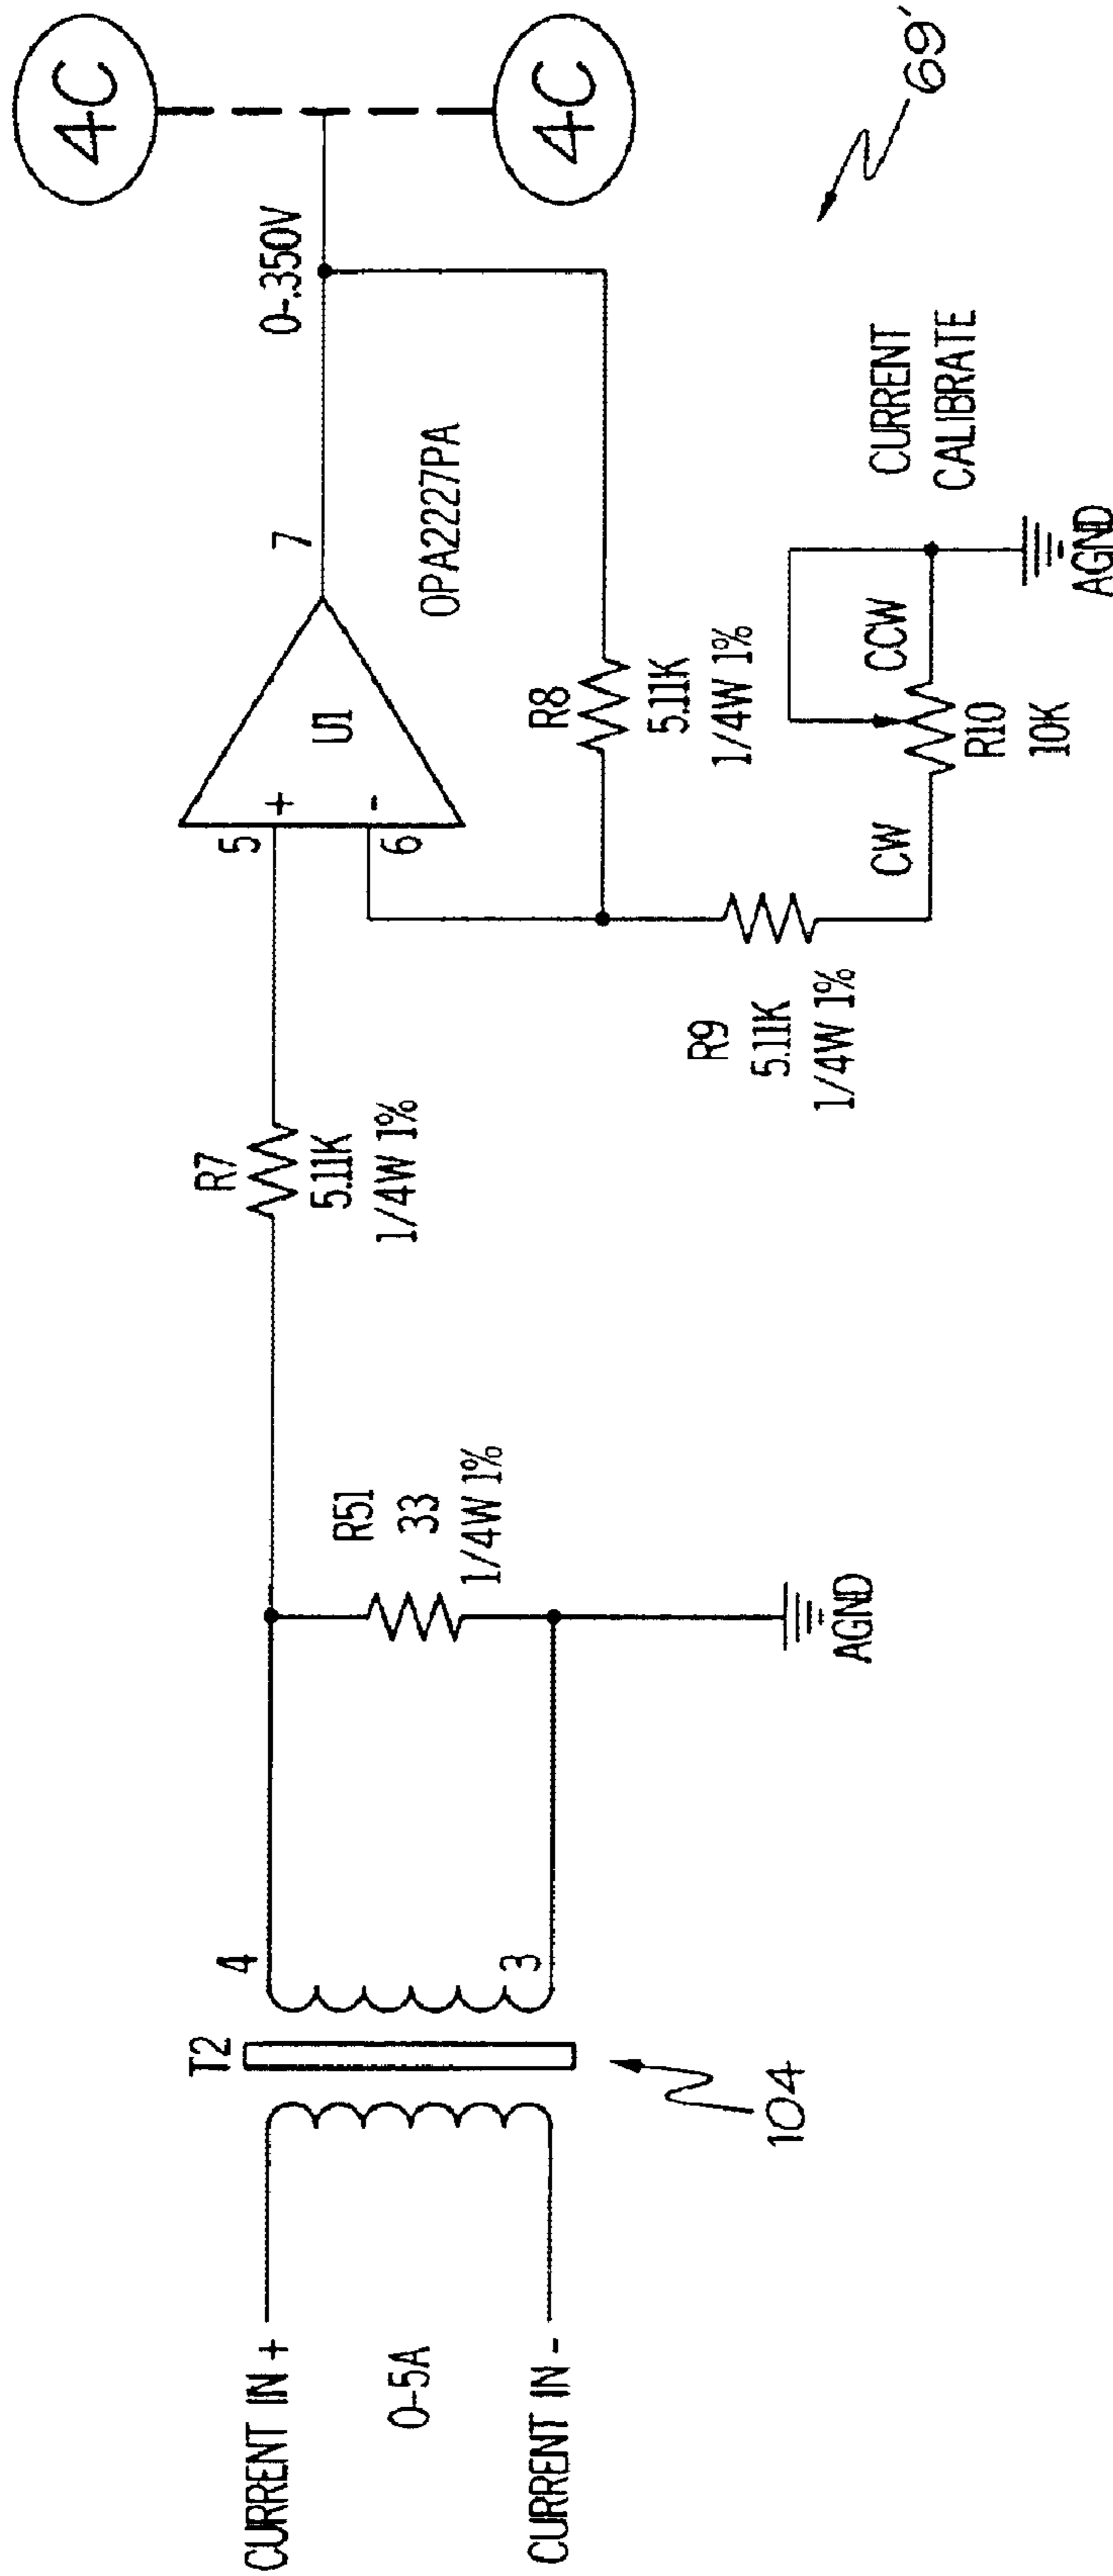 CURRENT IN +
0-5A
CURRENT IN -
T2
4
3
104
R51
33
1/4W 1%
AGND
R7
5.11K
1/4W 1%
5
+
-
6
U1
7
OPA2227PA
0-.350V
4C
4C
R8
5.11K
1/4W 1%
R9
5.11K
1/4W 1%
CW
CCW
R10
10K
AGND
CURRENT
CALIBRATE
69'